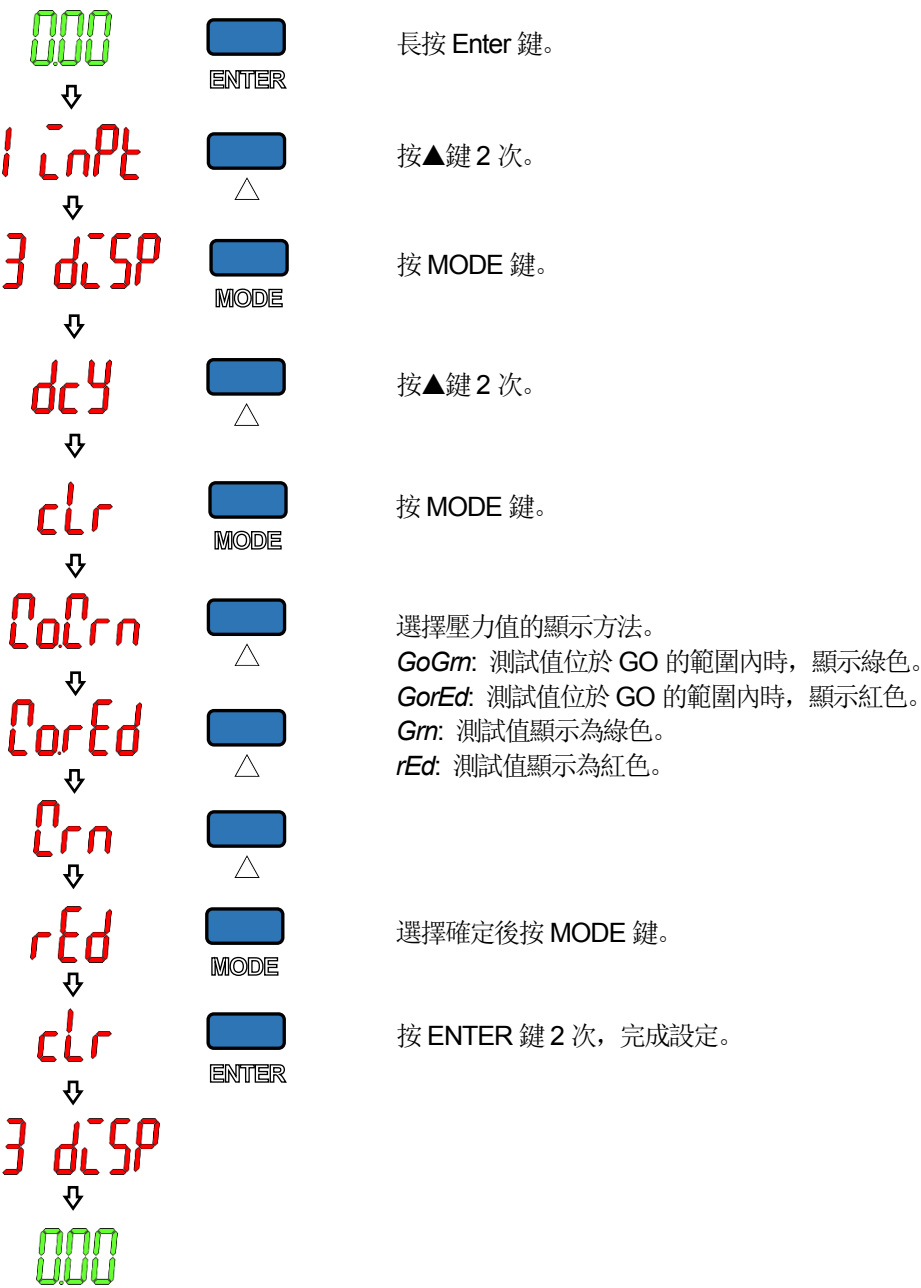 0.00
ENTER
長按 Enter 鍵。
1 inPt
△
按▲鍵 2 次。
3 diSP
MODE
按 MODE 鍵。
dcy
△
按▲鍵 2 次。
cLr
MODE
按 MODE 鍵。
Go.Grn
△
選擇壓力值的顯示方法。
GoGrn: 測試值位於 GO 的範圍內時，顯示綠色。
GorEd: 測試值位於 GO 的範圍內時，顯示紅色。
Grn: 測試值顯示為綠色。
rEd: 測試值顯示為紅色。
Go.rEd
△
Grn
△
rEd
MODE
選擇確定後按 MODE 鍵。
cLr
ENTER
按 ENTER 鍵 2 次，完成設定。
3 diSP
0.00